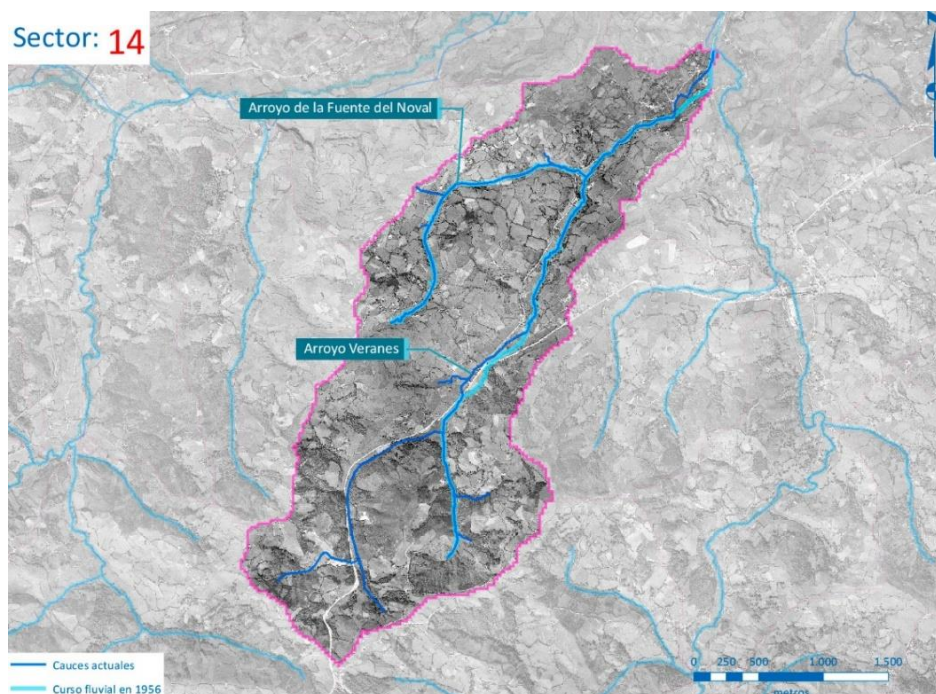 Sector: 14
Arroyo de la Fuente del Noval
Arroyo Veranes
Cauces actuales
Curso fluvial en 1956
0 250 500 1.000 1.500
metros